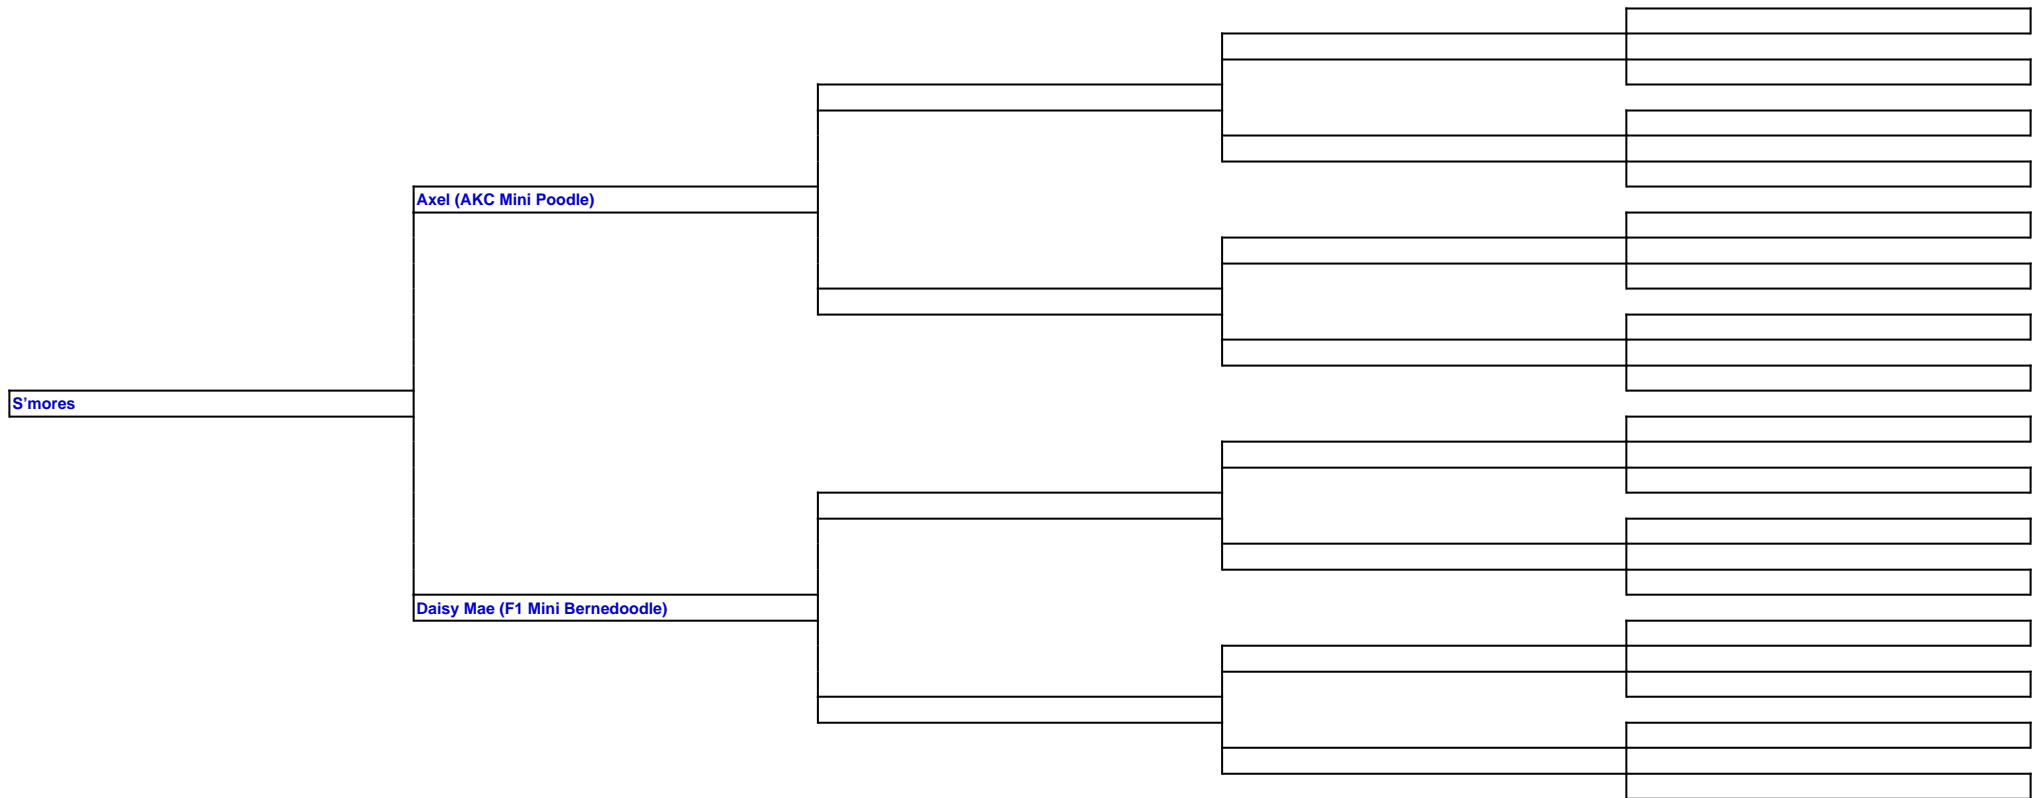 Axel (AKC Mini Poodle)
S’mores
Daisy Mae (F1 Mini Bernedoodle)